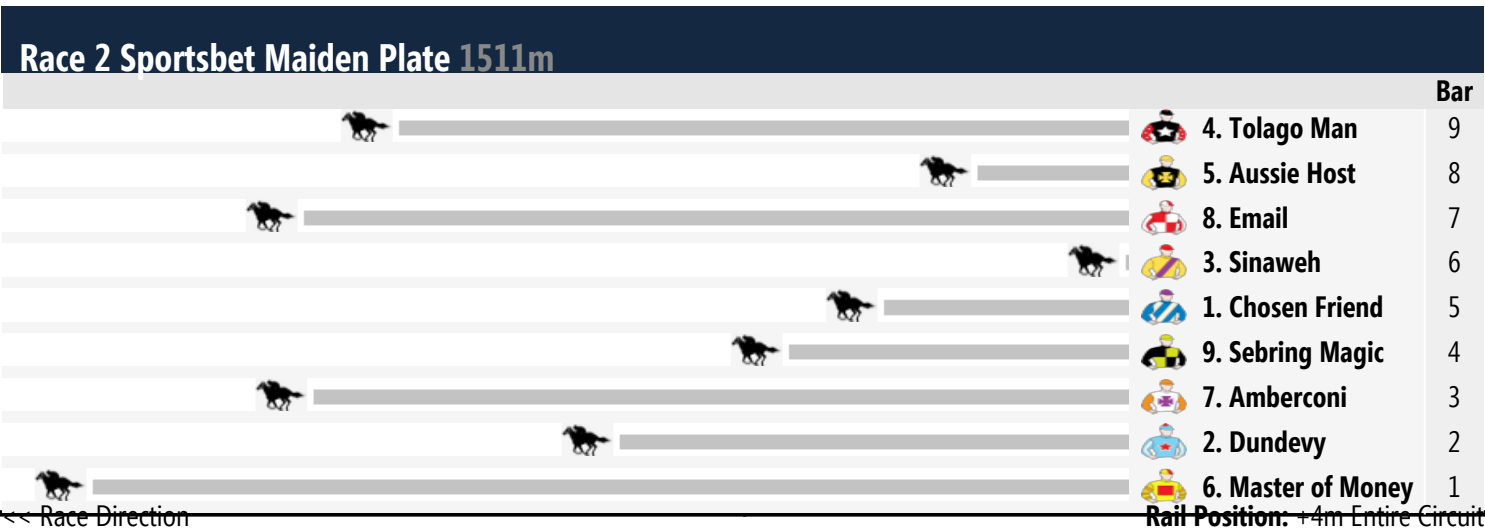 Race 2 Sportsbet Maiden Plate 1511m
Bar
4. Tolago Man 9
5. Aussie Host 8
8. Email 7
3. Sinaweh 6
1. Chosen Friend 5
9. Sebring Magic 4
7. Amberconi 3
2. Dundevy 2
6. Master of Money 1
<< Race Direction Rail Position: +4m Entire Circuit